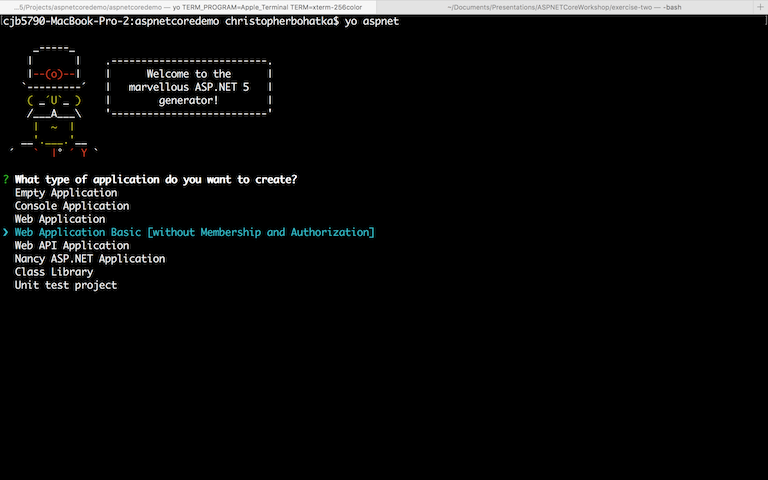 ...5/Projects/aspnetcoredemo/aspnetcoredemo — yo TERM_PROGRAM=Apple_Terminal TERM=xterm-256color
~/Documents/Presentations/ASPNETCoreWorkshop/exercise-two — -bash
cjb5790-MacBook-Pro-2:aspnetcoredemo christopherbohatka$ yo aspnet
Welcome to the
marvellous ASP.NET 5
generator!
? What type of application do you want to create?
Empty Application
Console Application
Web Application
❯ Web Application Basic [without Membership and Authorization]
Web API Application
Nancy ASP.NET Application
Class Library
Unit test project